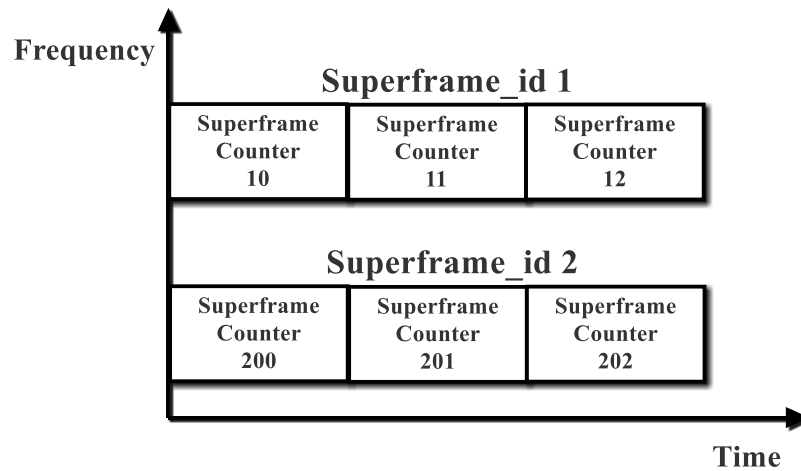 Frequency
Superframe_id 1
Superframe
Counter
10
Superframe
Counter
11
Superframe
Counter
12
Superframe_id 2
Superframe
Counter
200
Superframe
Counter
201
Superframe
Counter
202
Time